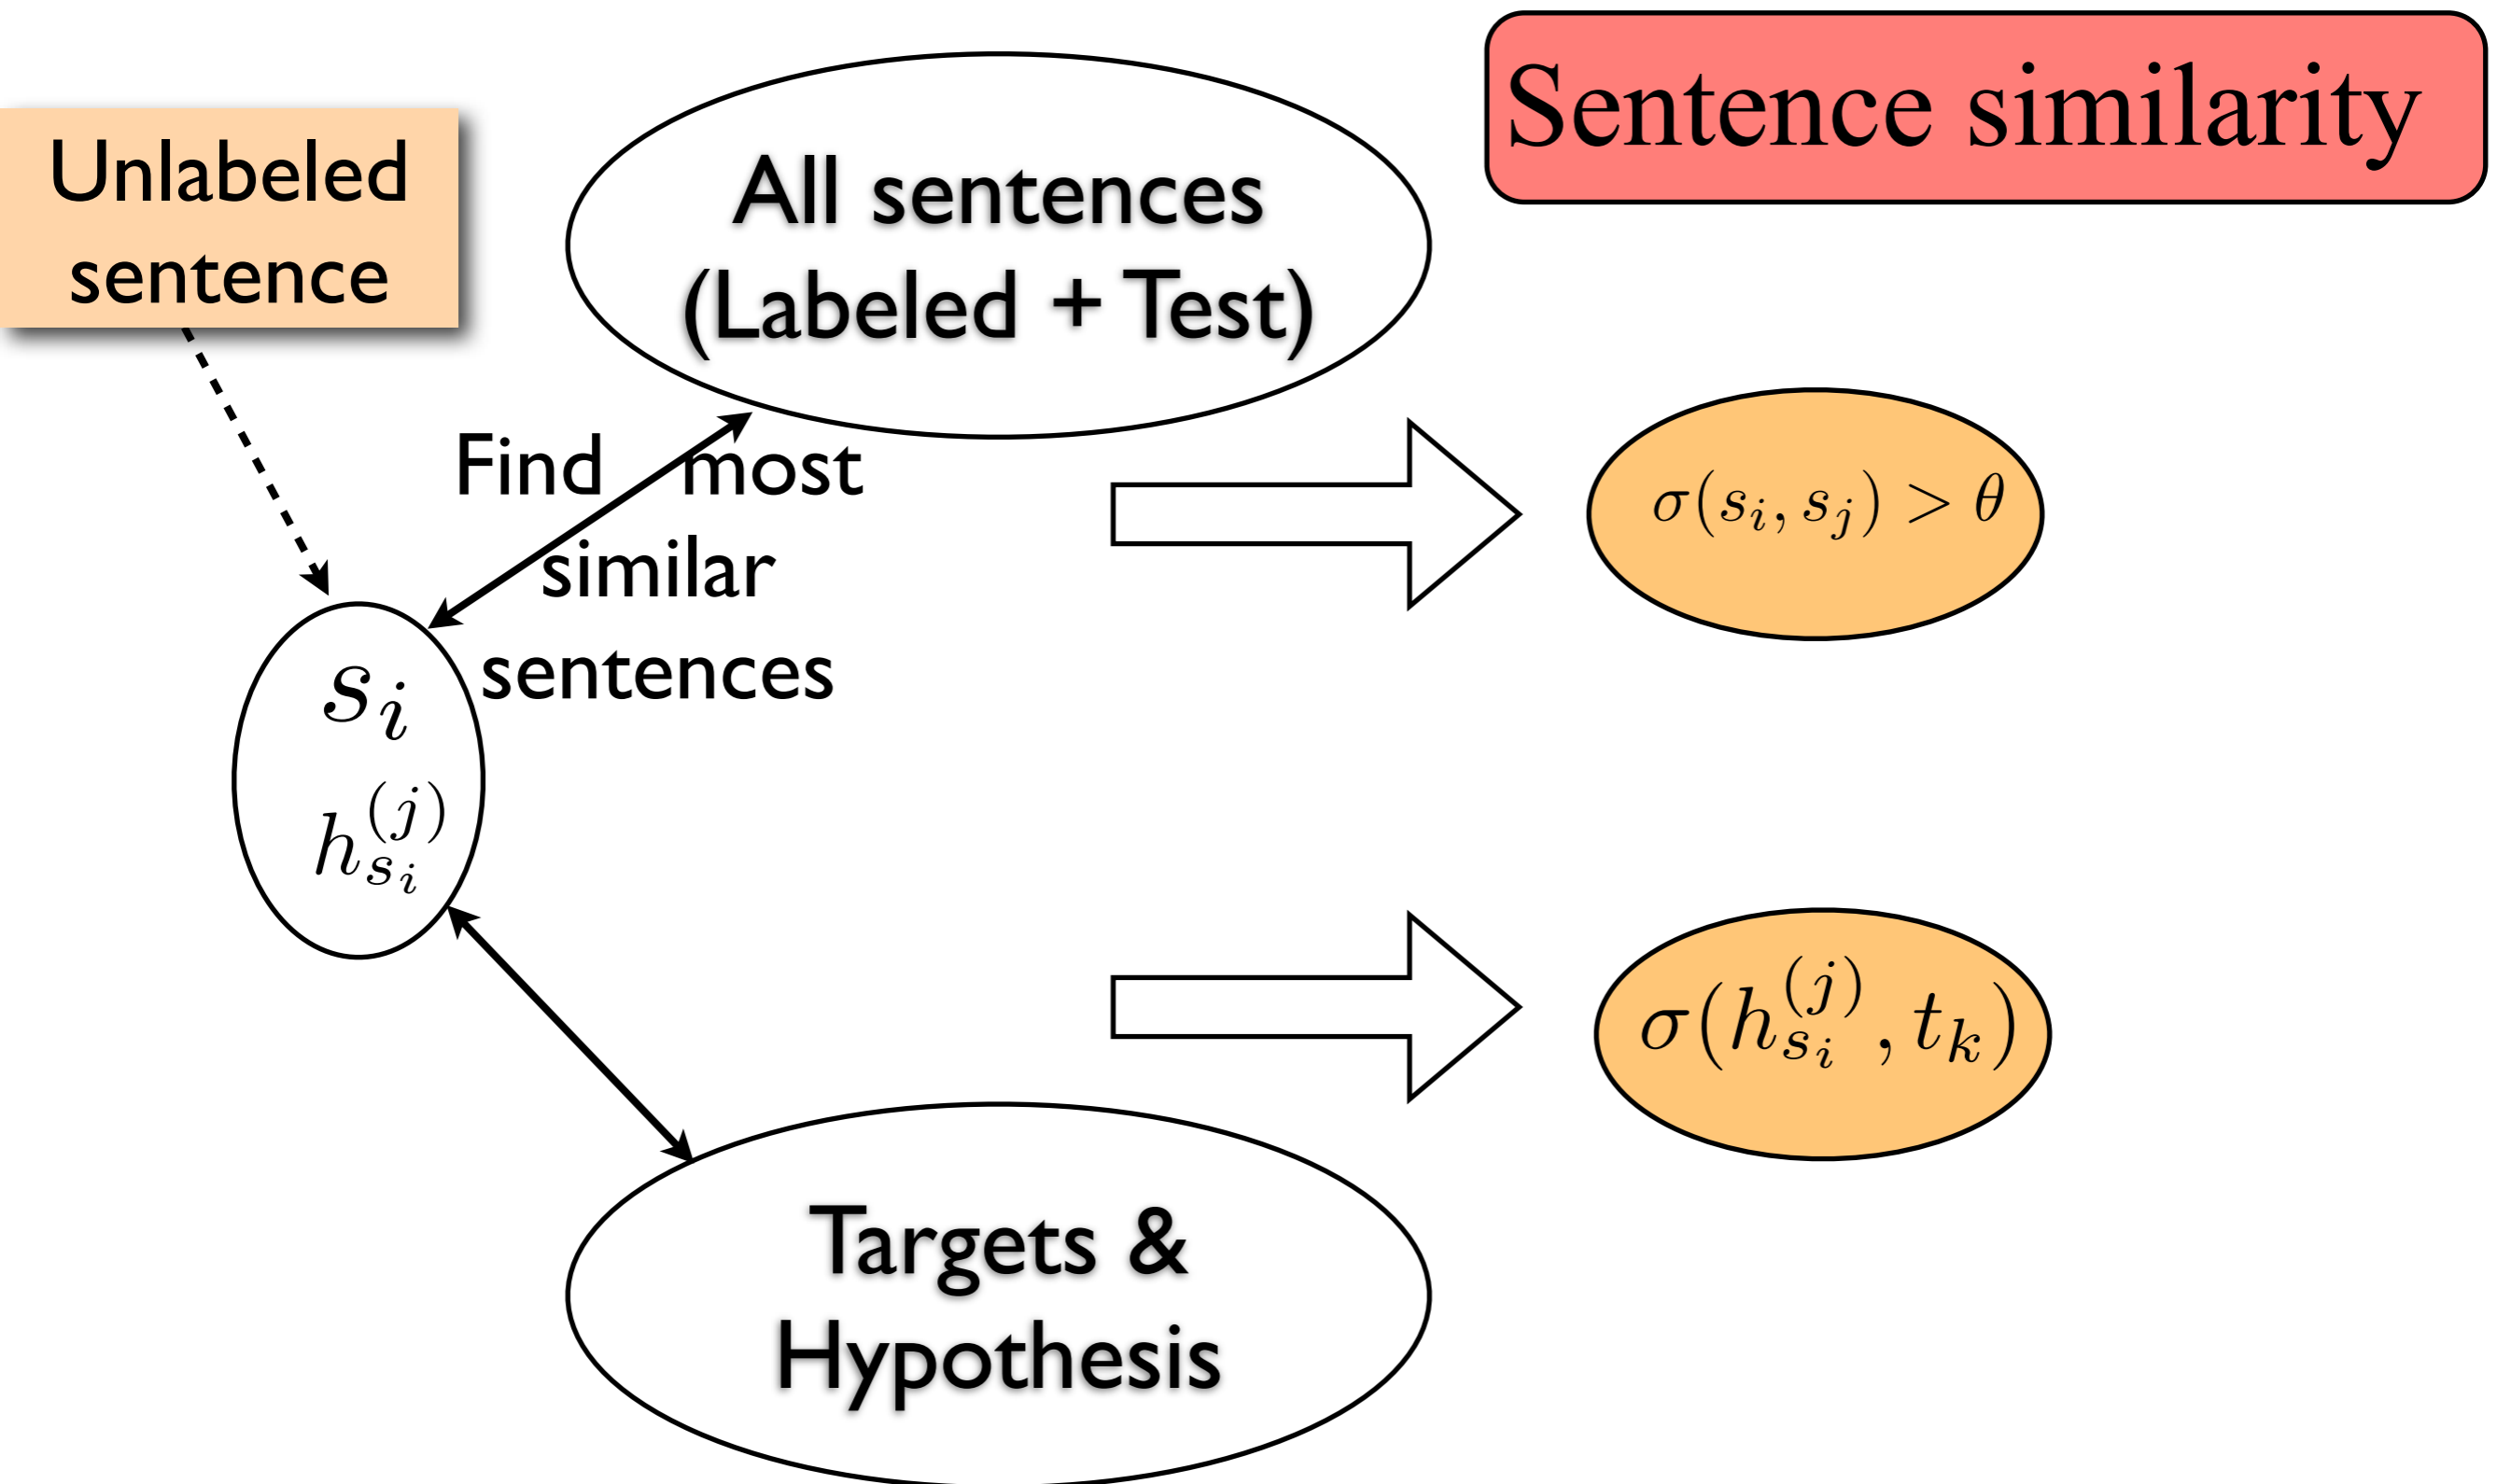 Sentence similarity
Unlabeled
sentence
All sentences
(Labeled + Test)
Find most
similar
sentences
σ(s_i, s_j) > θ
s_i
h_{s_i}^{(j)}
σ(h_{s_i}^{(j)}, t_k)
Targets &
Hypothesis